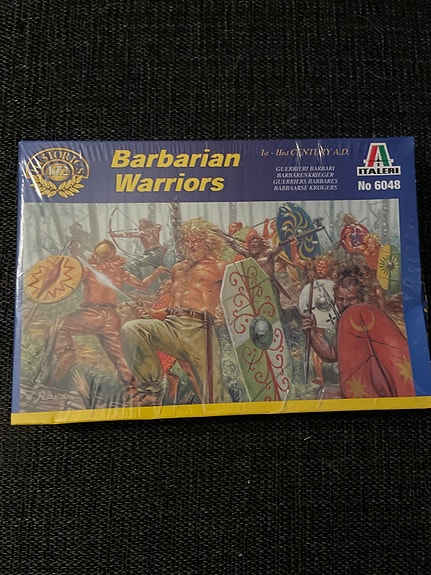 HISTORICS
1:72
Barbarian
Warriors
Ist - IInd CENTURY A.D.
GUERRIERI BARBARI
BARBARENKRIEGER
GUERRIERS BARBARES
BARBAARSE KRIJGERS
ITALERI
No 6048